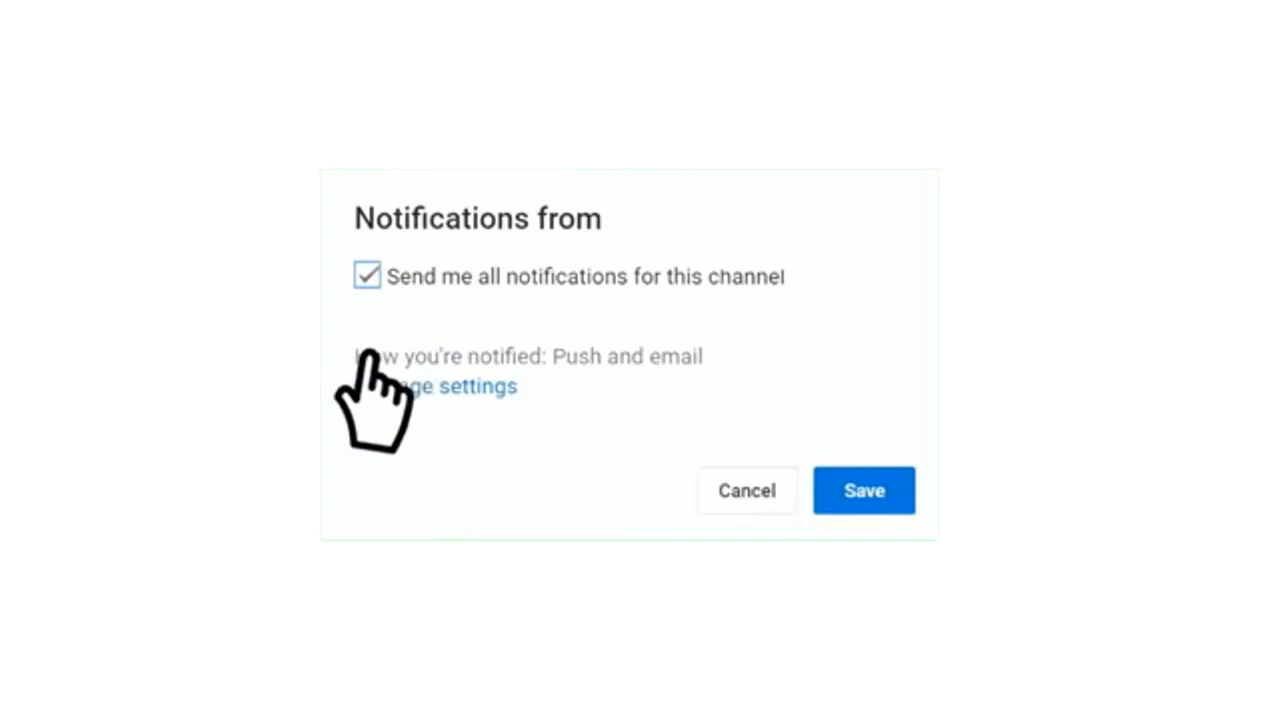 Notifications from
Send me all notifications for this channel
you're notified: Push and email
settings
Cancel
Save